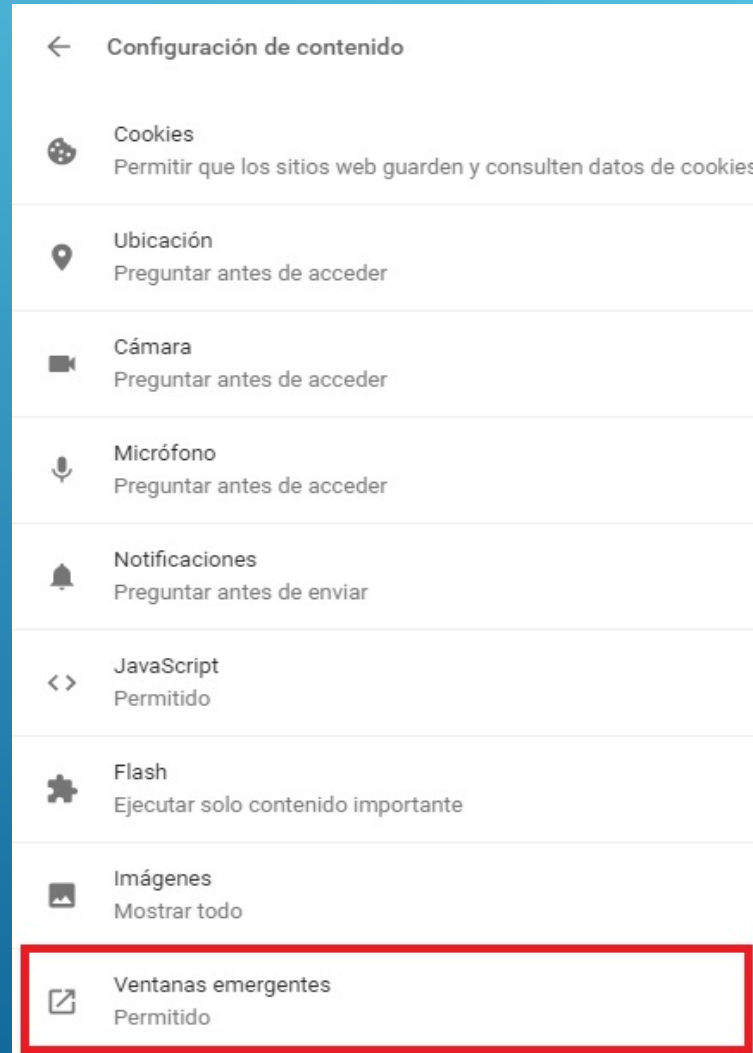 Configuración de contenido
Cookies
Permitir que los sitios web guarden y consulten datos de cookies
Ubicación
Preguntar antes de acceder
Cámara
Preguntar antes de acceder
Micrófono
Preguntar antes de acceder
Notificaciones
Preguntar antes de enviar
JavaScript
Permitido
Flash
Ejecutar solo contenido importante
Imágenes
Mostrar todo
Ventanas emergentes
Permitido